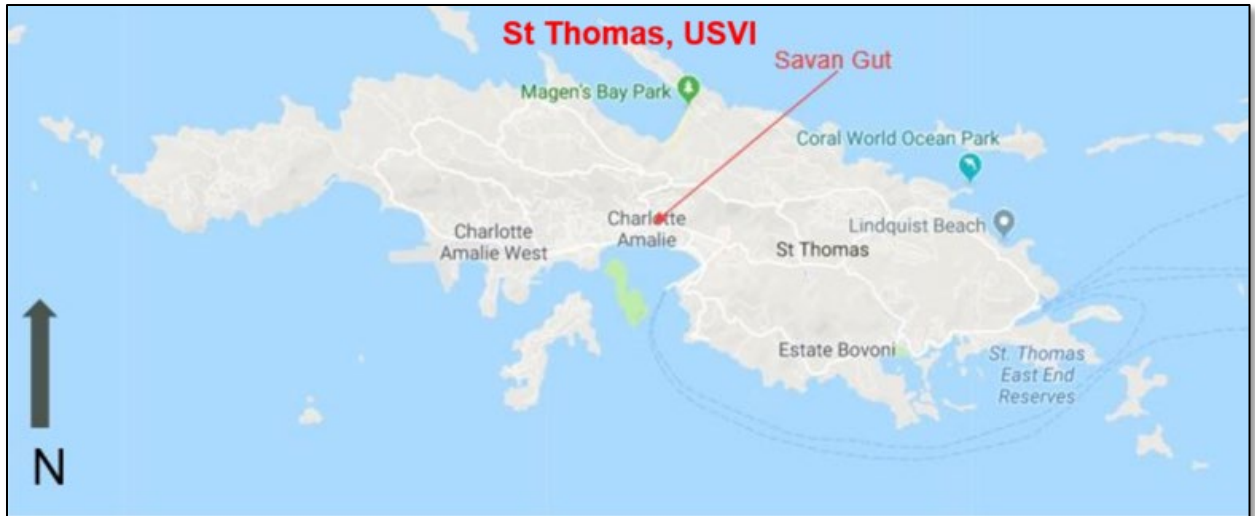 St Thomas, USVI
Savan Gut
Magen's Bay Park
Coral World Ocean Park
Charlotte
Amalie West
Charlotte
Amalie
Lindquist Beach
St Thomas
Estate Bovoni
St. Thomas
East End
Reserves
N